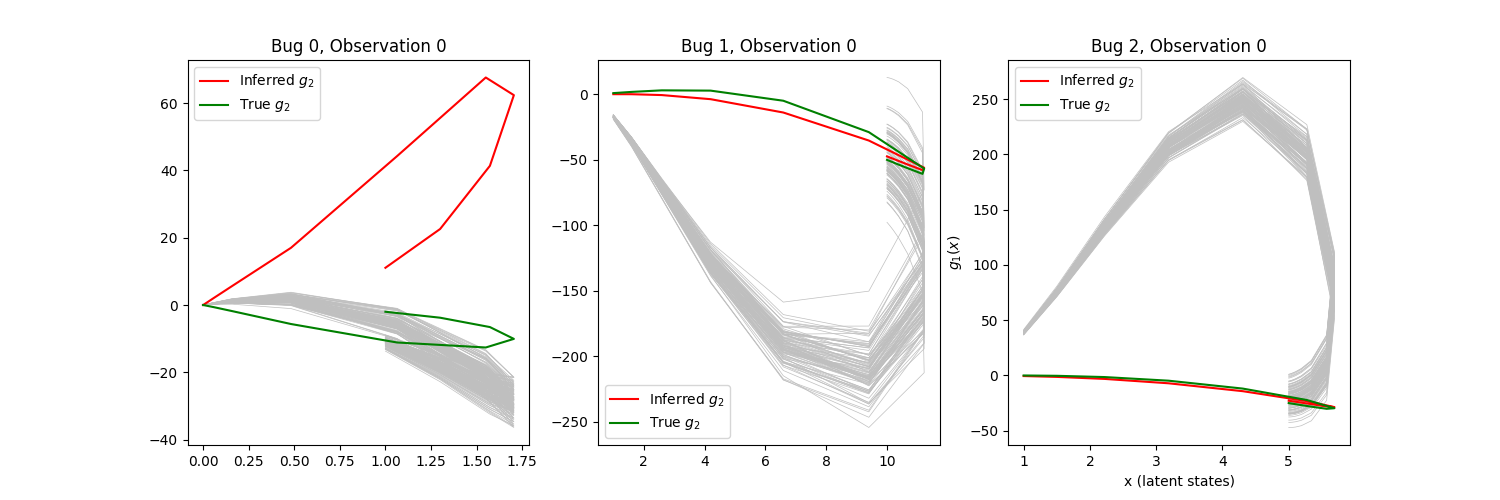 Bug 0, Observation 0
Inferred g₂
True g₂
60
40
20
0
−20
−40
0.00 0.25 0.50 0.75 1.00 1.25 1.50 1.75
Bug 1, Observation 0
0
−50
−100
−150
−200
−250
Inferred g₂
True g₂
2 4 6 8 10
Bug 2, Observation 0
Inferred g₂
True g₂
g₁(x)
250
200
150
100
50
0
−50
1 2 3 4 5
x (latent states)